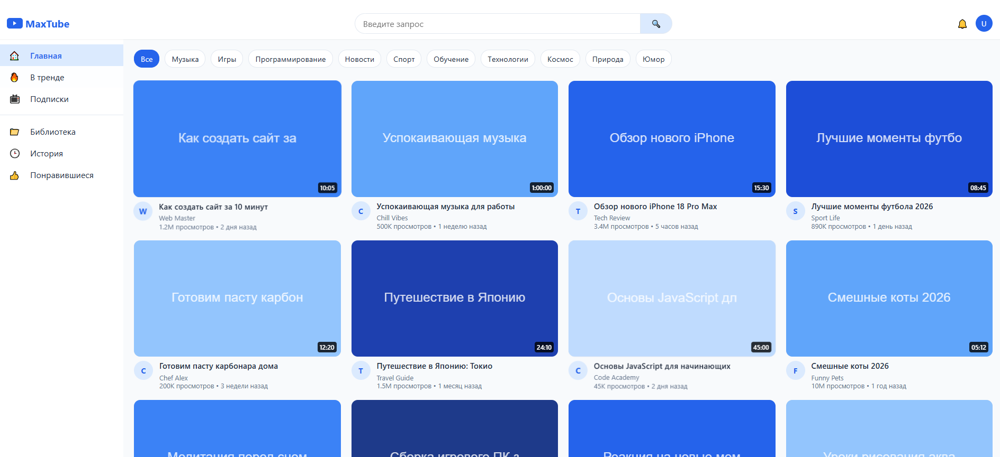 MaxTube
Введите запрос
U
Главная
В тренде
Подписки
Библиотека
История
Понравившиеся
Все
Музыка
Игры
Программирование
Новости
Спорт
Обучение
Технологии
Космос
Природа
Юмор
Как создать сайт за
10:05
W
Как создать сайт за 10 минут
Web Master
1.2M просмотров • 2 дня назад
Успокаивающая музыка
1:00:00
C
Успокаивающая музыка для работы
Chill Vibes
500K просмотров • 1 неделю назад
Обзор нового iPhone
15:30
T
Обзор нового iPhone 18 Pro Max
Tech Review
3.4M просмотров • 5 часов назад
Лучшие моменты футбо
08:45
S
Лучшие моменты футбола 2026
Sport Life
890K просмотров • 1 день назад
Готовим пасту карбон
12:20
C
Готовим пасту карбонара дома
Chef Alex
200K просмотров • 3 недели назад
Путешествие в Японию
24:10
T
Путешествие в Японию: Токио
Travel Guide
1.5M просмотров • 1 месяц назад
Основы JavaScript дл
45:00
C
Основы JavaScript для начинающих
Code Academy
45K просмотров • 2 дня назад
Смешные коты 2026
05:12
F
Смешные коты 2026
Funny Pets
10M просмотров • 1 год назад
Медитация перед сном
Сборка игрового ПК з
Реакция на новые мем
Уроки рисования аква